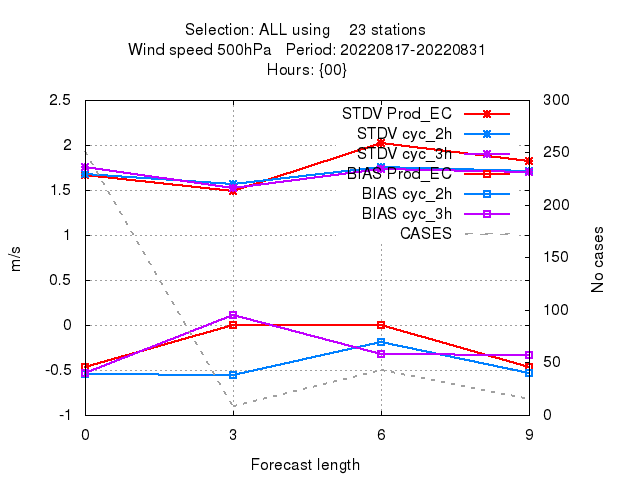 Selection: ALL using 23 stations
Wind speed 500hPa Period: 20220817-20220831
Hours: {00}
2.5
2
1.5
1
0.5
0
-0.5
-1
300
250
200
150
100
50
0
m/s
No cases
STDV Prod_EC
STDV cyc_2h
STDV cyc_3h
BIAS Prod_EC
BIAS cyc_2h
BIAS cyc_3h
CASES
0 3 6 9
Forecast length